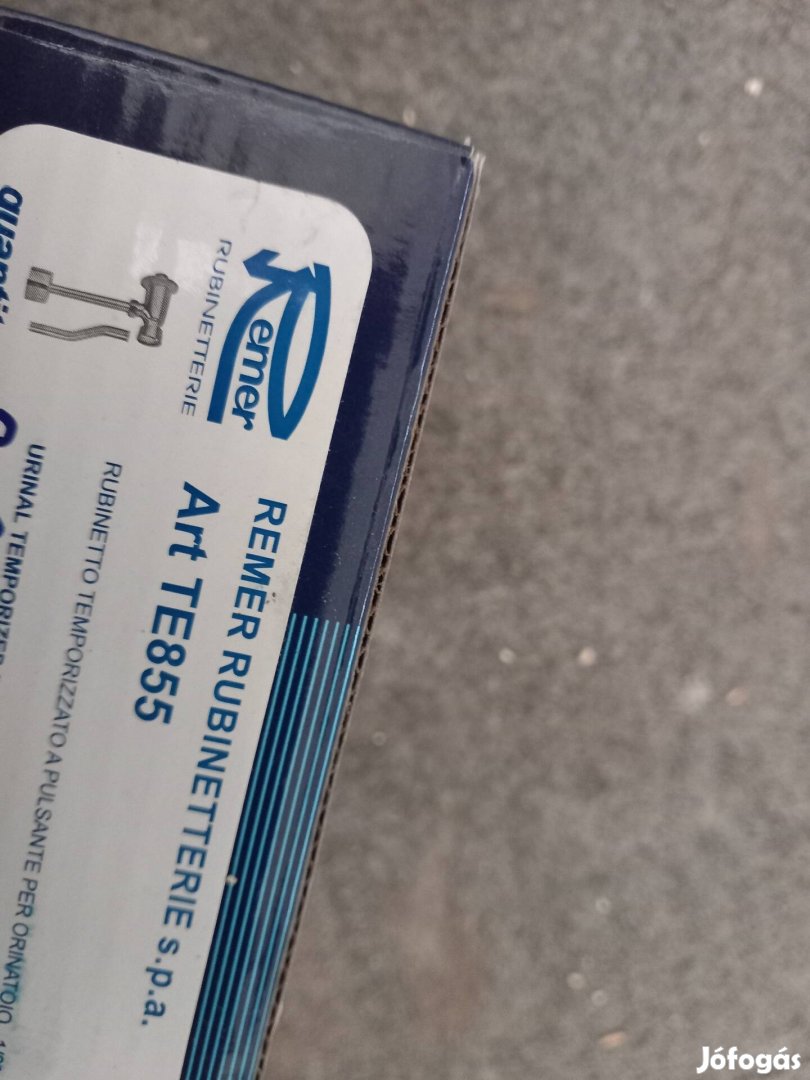 Remer
RUBINETTERIE
REMER RUBINETTERIE s.p.a.
Art TE855
RUBINETTO TEMPORIZZATO A PULSANTE PER ORINATOIO
URINAL TEMPORIZER
Jófogás